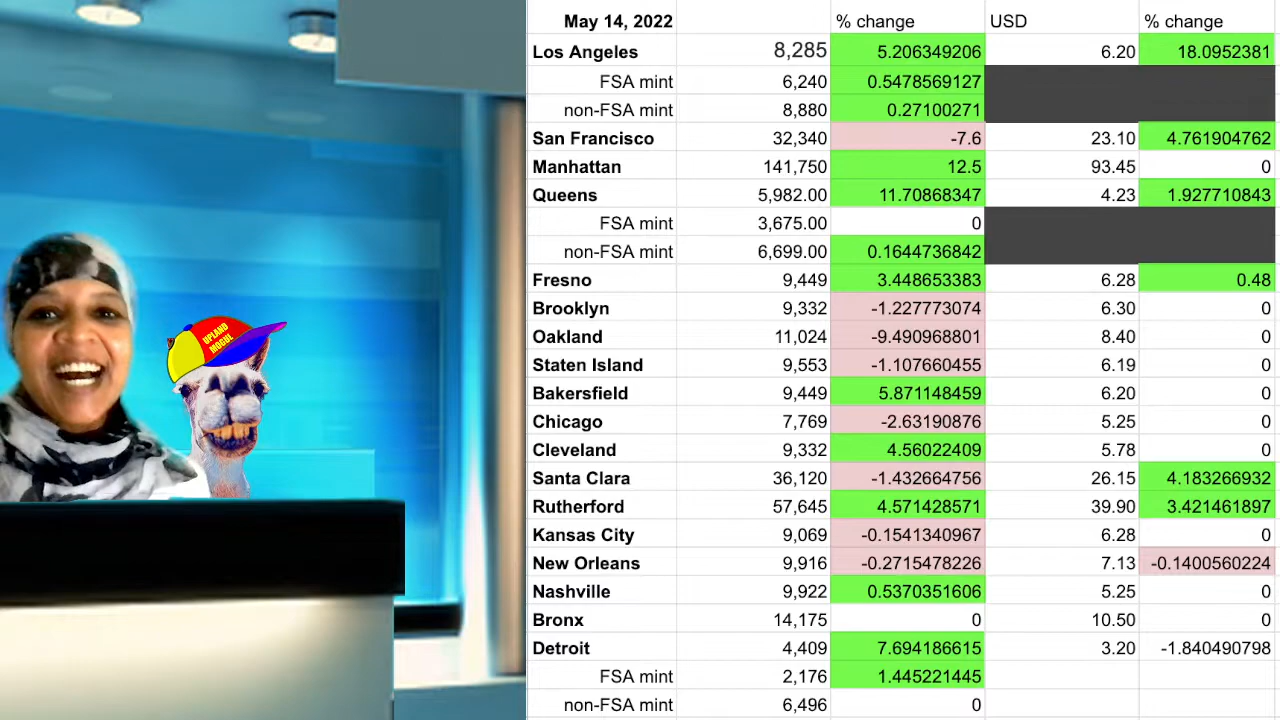 UPLAND
MOGUL
May 14, 2022 % change USD % change
Los Angeles 8,285 5.206349206 6.20 18.0952381
FSA mint 6,240 0.5478569127
non-FSA mint 8,880 0.27100271
San Francisco 32,340 -7.6 23.10 4.761904762
Manhattan 141,750 12.5 93.45 0
Queens 5,982.00 11.70868347 4.23 1.927710843
FSA mint 3,675.00 0
non-FSA mint 6,699.00 0.1644736842
Fresno 9,449 3.448653383 6.28 0.48
Brooklyn 9,332 -1.227773074 6.30 0
Oakland 11,024 -9.490968801 8.40 0
Staten Island 9,553 -1.107660455 6.19 0
Bakersfield 9,449 5.871148459 6.20 0
Chicago 7,769 -2.63190876 5.25 0
Cleveland 9,332 4.56022409 5.78 0
Santa Clara 36,120 -1.432664756 26.15 4.183266932
Rutherford 57,645 4.571428571 39.90 3.421461897
Kansas City 9,069 -0.1541340967 6.28 0
New Orleans 9,916 -0.2715478226 7.13 -0.1400560224
Nashville 9,922 0.5370351606 5.25 0
Bronx 14,175 0 10.50 0
Detroit 4,409 7.694186615 3.20 -1.840490798
FSA mint 2,176 1.445221445
non-FSA mint 6,496 0